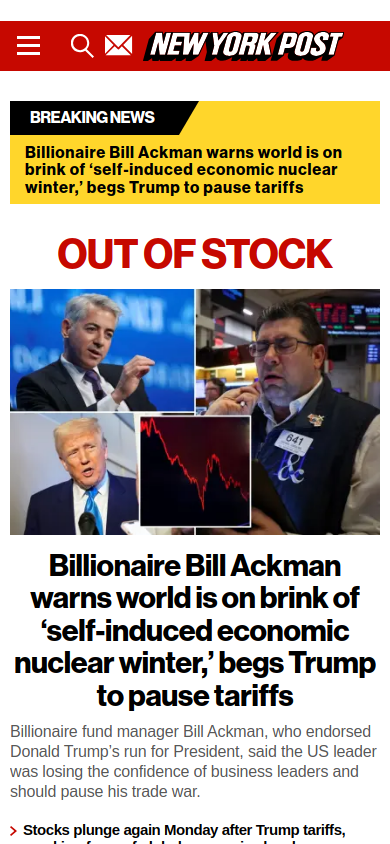 NEW YORK POST
BREAKING NEWS
Billionaire Bill Ackman warns world is on
brink of ‘self-induced economic nuclear
winter,’ begs Trump to pause tariffs
OUT OF STOCK
641
Billionaire Bill Ackman
warns world is on brink of
‘self-induced economic
nuclear winter,’ begs Trump
to pause tariffs
Billionaire fund manager Bill Ackman, who endorsed
Donald Trump’s run for President, said the US leader
was losing the confidence of business leaders and
should pause his trade war.
Stocks plunge again Monday after Trump tariffs,